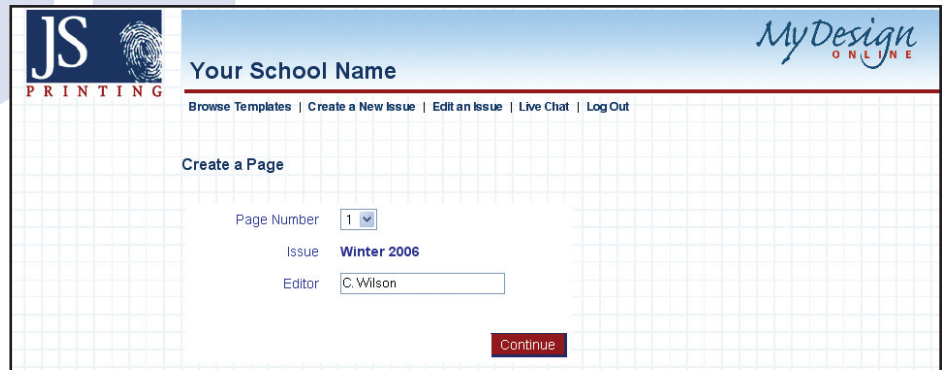 JS
PRINTING
MyDesign
ONLINE
Your School Name
Browse Templates | Create a New Issue | Edit an Issue | Live Chat | Log Out
Create a Page
Page Number 1
Issue Winter 2006
Editor C. Wilson
Continue